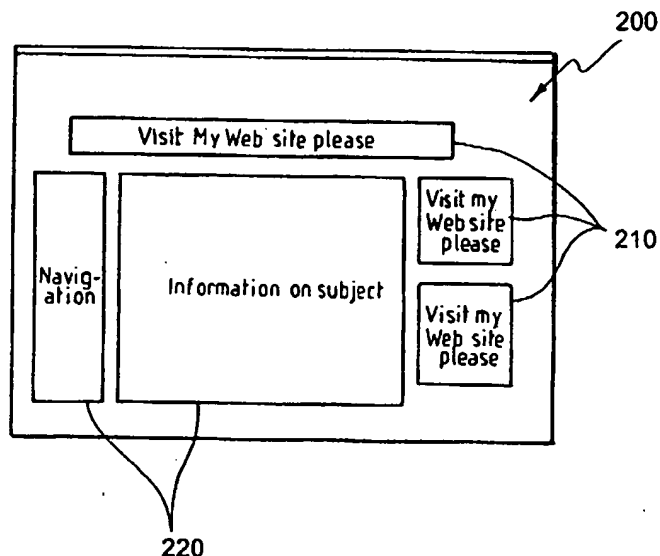 200
Visit My Web site please
Visit my
Web site
please
210
Navig-
ation
Information on subject
Visit my
Web site
please
220